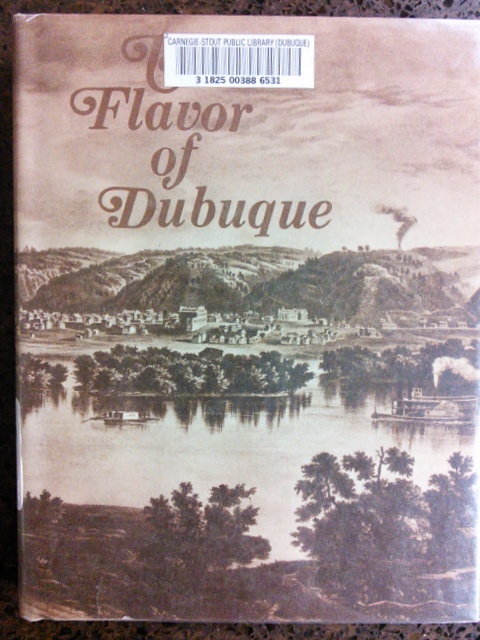 CARNEGIE-STOUT PUBLIC LIBRARY (DUBUQUE)
3 1825 00388 6531
Flavor
of
Dubuque